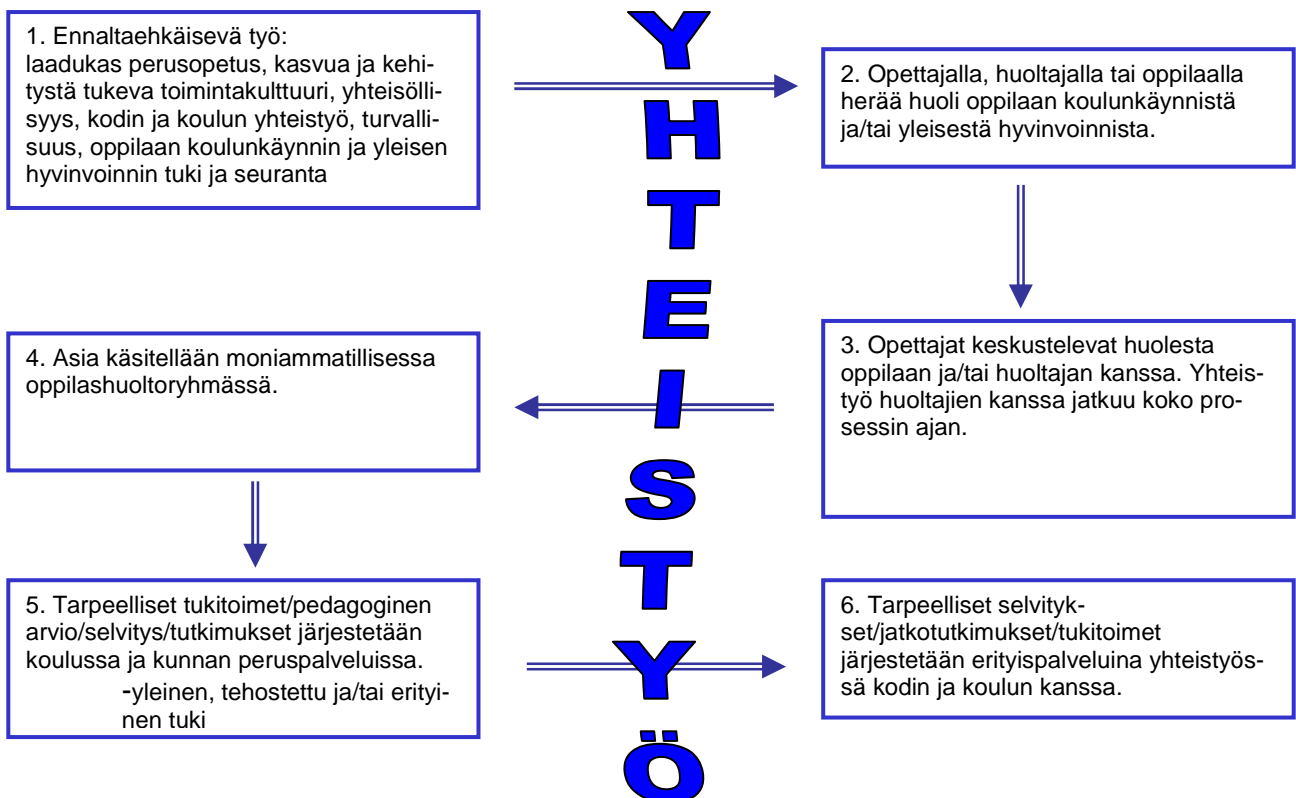 1. Ennaltaehkäisevä työ:
laadukas perusopetus, kasvua ja kehi-
tystä tukeva toimintakulttuuri, yhteisölli-
syys, kodin ja koulun yhteistyö, turvalli-
suus, oppilaan koulunkäynnin ja yleisen
hyvinvoinnin tuki ja seuranta
2. Opettajalla, huoltajalla tai oppilaalla
herää huoli oppilaan koulunkäynnistä
ja/tai yleisestä hyvinvoinnista.
3. Opettajat keskustelevat huolesta
oppilaan ja/tai huoltajan kanssa. Yhteis-
työ huoltajien kanssa jatkuu koko pro-
sessin ajan.
4. Asia käsitellään moniammatillisessa
oppilashuoltoryhmässä.
5. Tarpeelliset tukitoimet/pedagoginen
arvio/selvitys/tutkimukset järjestetään
koulussa ja kunnan peruspalveluissa.
-yleinen, tehostettu ja/tai erityi-
nen tuki
6. Tarpeelliset selvityk-
set/jatkotutkimukset/tukitoimet
järjestetään erityispalveluina yhteistyös-
sä kodin ja koulun kanssa.
YHTEISTYÖ